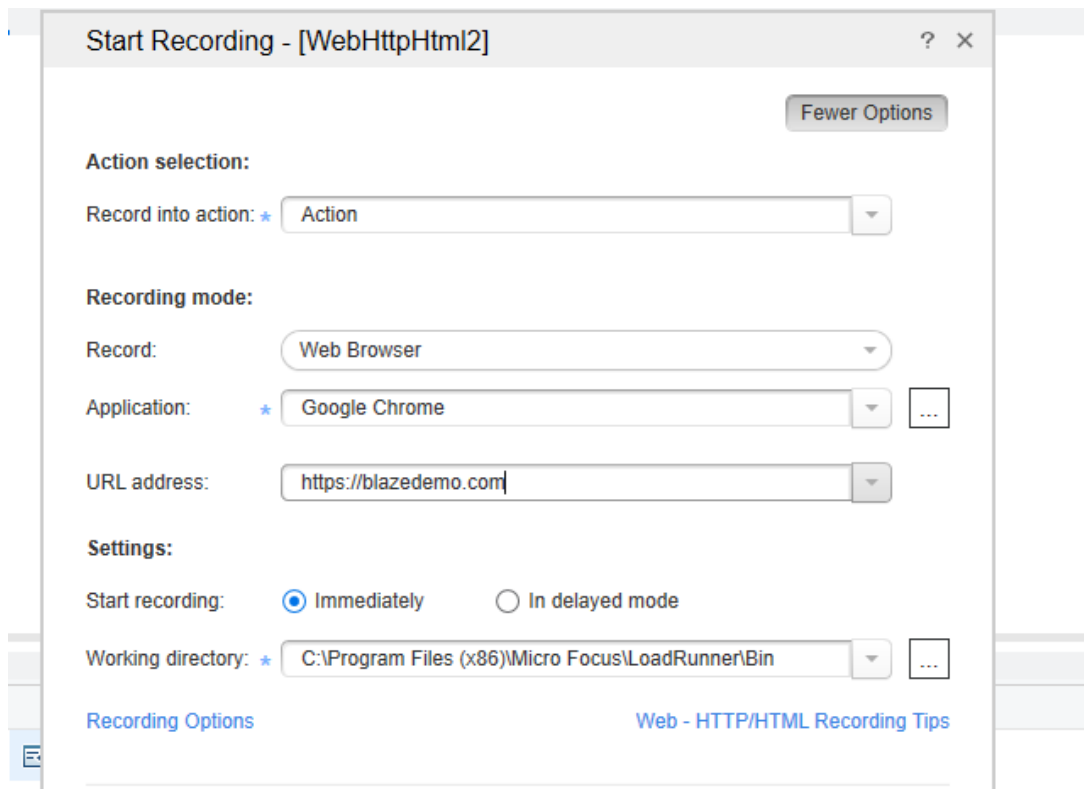 Start Recording - [WebHttpHtml2] ? ×
Fewer Options
Action selection:
Record into action: * Action
Recording mode:
Record: Web Browser
Application: * Google Chrome ...
URL address: https://blazedemo.com
Settings:
Start recording: Immediately In delayed mode
Working directory: * C:\Program Files (x86)\Micro Focus\LoadRunner\Bin ...
Recording Options Web - HTTP/HTML Recording Tips